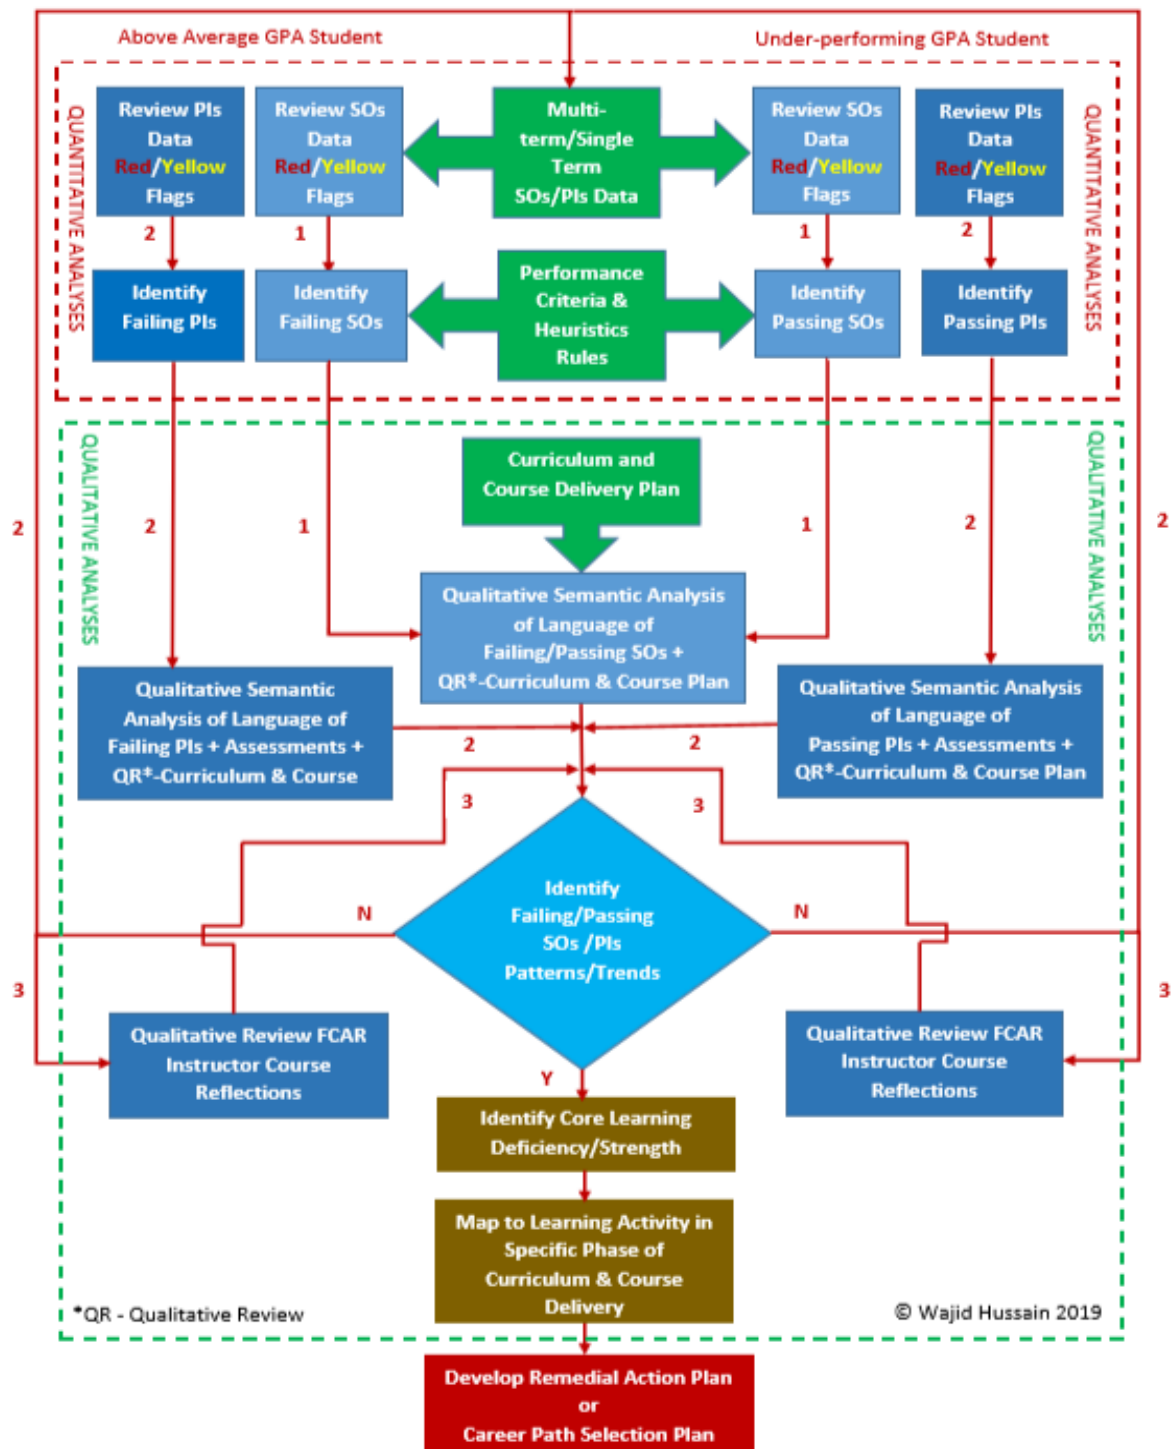 Above Average GPA Student
Under-performing GPA Student
QUANTITATIVE ANALYSES
Review PIs
Data
Red/Yellow
Flags
Review SOs
Data
Red/Yellow
Flags
Multi-
term/Single
Term
SOs/PIs Data
Review SOs
Data
Red/Yellow
Flags
Review PIs
Data
Red/Yellow
Flags
QUANTITATIVE ANALYSES
2
1
1
2
Identify
Failing PIs
Identify
Failing SOs
Performance
Criteria &
Heuristics
Rules
Identify
Passing SOs
Identify
Passing PIs
QUALITATIVE ANALYSES
Curriculum and
Course Delivery Plan
QUALITATIVE ANALYSES
2
2
1
1
2
2
Qualitative Semantic Analysis
of Language of
Failing/Passing SOs +
QR*-Curriculum & Course Plan
Qualitative Semantic
Analysis of Language of
Failing PIs + Assessments +
QR*-Curriculum & Course
Qualitative Semantic Analysis
of Language of
Passing PIs + Assessments +
QR*-Curriculum & Course Plan
2
2
3
3
Identify
Failing/Passing
SOs /PIs
Patterns/Trends
N
N
3
3
Qualitative Review FCAR
Instructor Course
Reflections
Qualitative Review FCAR
Instructor Course
Reflections
Y
Identify Core Learning
Deficiency/Strength
Map to Learning Activity in
Specific Phase of
Curriculum & Course
Delivery
*QR - Qualitative Review
© Wajid Hussain 2019
Develop Remedial Action Plan
or
Career Path Selection Plan